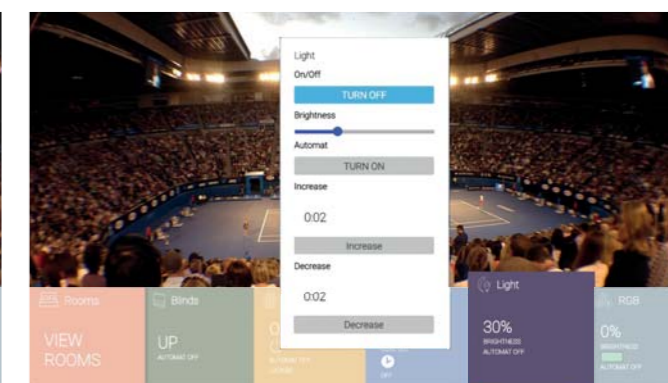 Light
On/Off
TURN OFF
Brightness
Automat
TURN ON
Increase
0:02
Increase
Decrease
0:02
Decrease
Rooms
VIEW
ROOMS
Blinds
UP
AUTOMAT OFF
OFF
Light
30%
BRIGHTNESS
AUTOMAT OFF
RGB
0%
BRIGHTNESS
AUTOMAT OFF